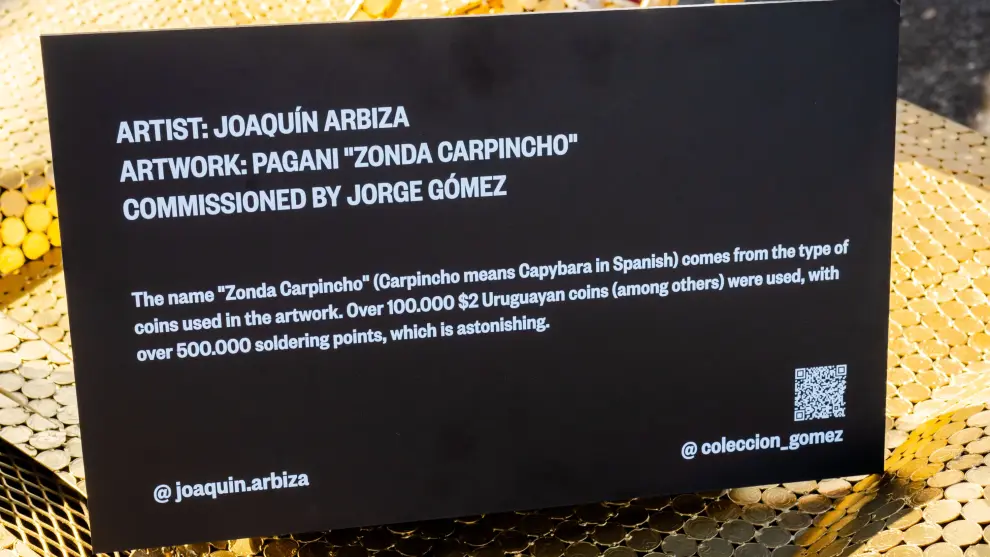 ARTIST: JOAQUÍN ARBIZA
ARTWORK: PAGANI "ZONDA CARPINCHO"
COMMISSIONED BY JORGE GÓMEZ
The name "Zonda Carpincho" (Carpincho means Capybara in Spanish) comes from the type of
coins used in the artwork. Over 100.000 $2 Uruguayan coins (among others) were used, with
over 500.000 soldering points, which is astonishing.
@ coleccion_gomez
@ joaquin.arbiza